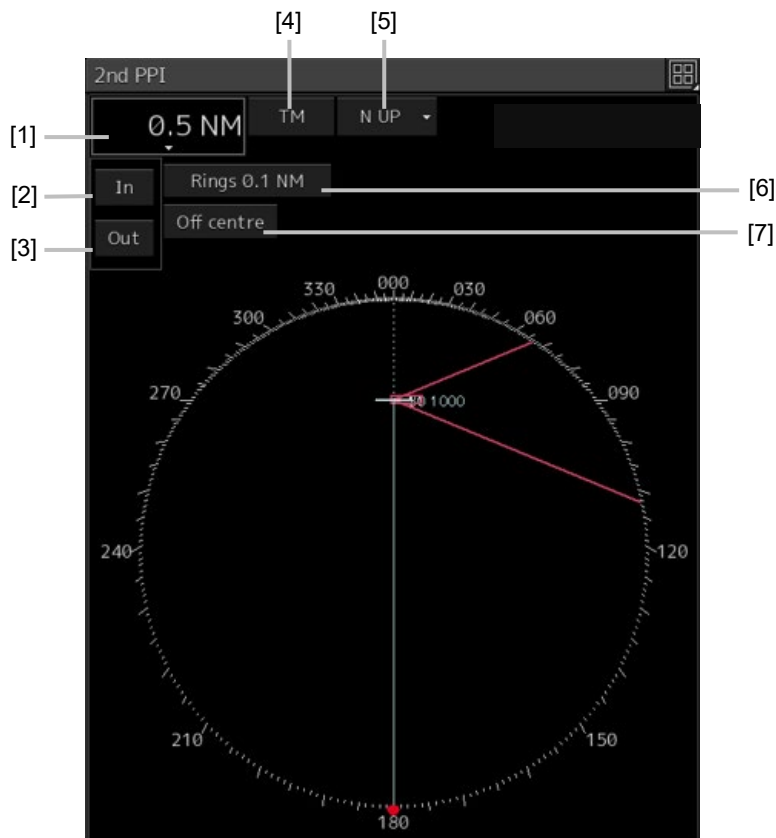 [4] [5]
2nd PPI
[1] 0.5 NM TM N UP
[2] In Rings 0.1 NM [6]
[3] Out Off centre [7]
330 000 030
300 060
270 090
1000
240 120
210 150
180